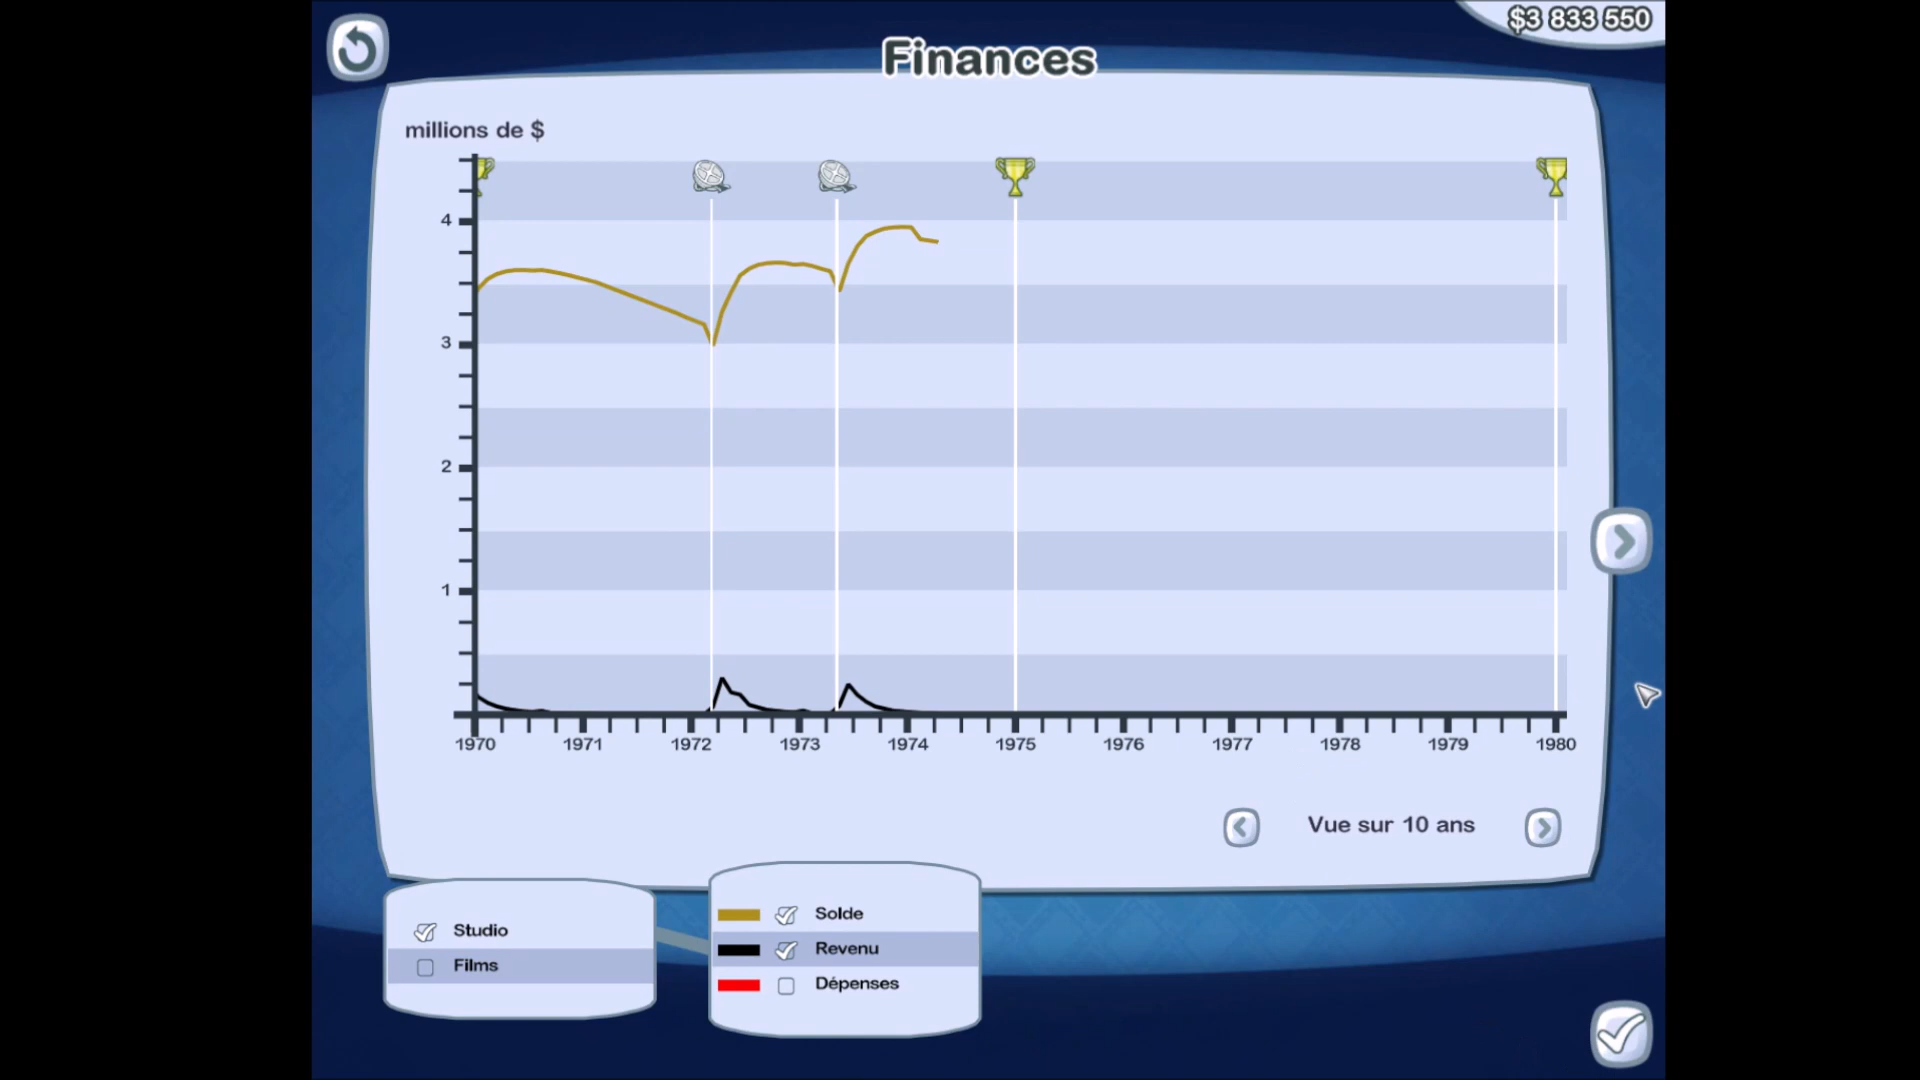 $3 833 550
Finances
millions de $
4
3
2
1
1970 1971 1972 1973 1974 1975 1976 1977 1978 1979 1980
Vue sur 10 ans
Studio
Films
Solde
Revenu
Dépenses